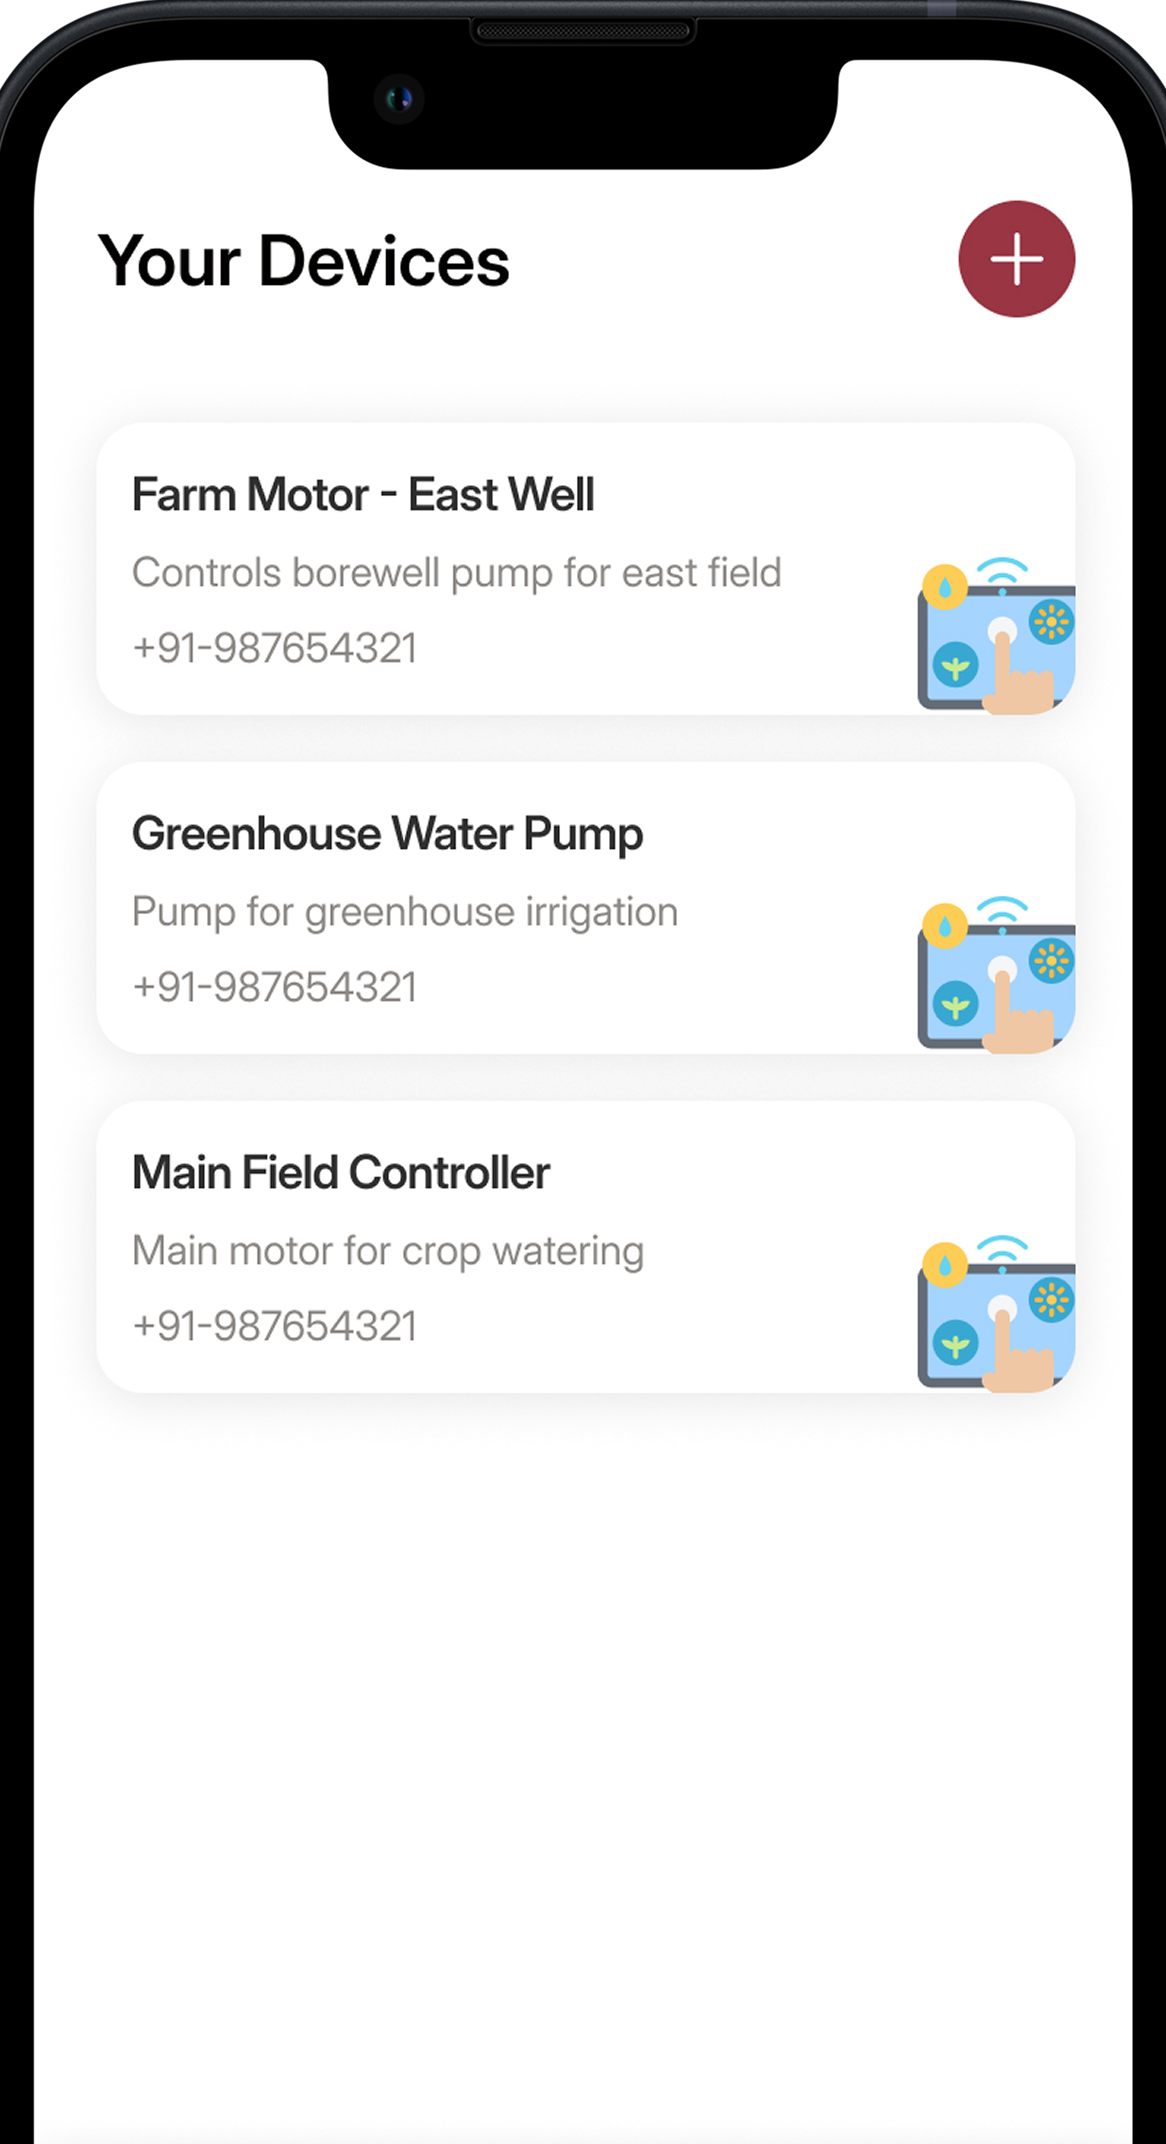 Your Devices
Farm Motor - East Well
Controls borewell pump for east field
+91-987654321
Greenhouse Water Pump
Pump for greenhouse irrigation
+91-987654321
Main Field Controller
Main motor for crop watering
+91-987654321